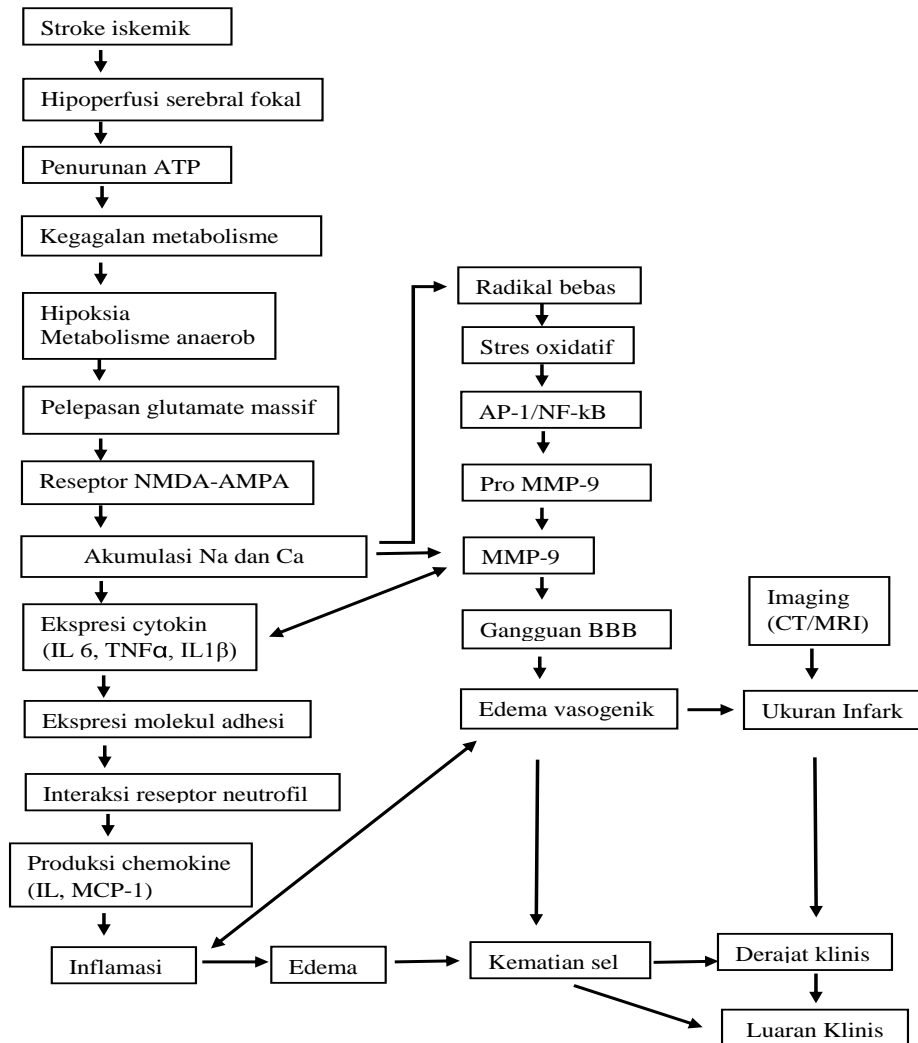 Stroke iskemik
Hipoperfusi serebral fokal
Penurunan ATP
Kegagalan metabolisme
Hipoksia
Metabolisme anaerob
Pelepasan glutamate massif
Reseptor NMDA-AMPA
Akumulasi Na dan Ca
Ekspresi cytokin
(IL 6, TNFα, IL1β)
Ekspresi molekul adhesi
Interaksi reseptor neutrofil
Produksi chemokine
(IL, MCP-1)
Inflamasi
Edema
Radikal bebas
Stres oxidatif
AP-1/NF-kB
Pro MMP-9
MMP-9
Gangguan BBB
Edema vasogenik
Kematian sel
Imaging
(CT/MRI)
Ukuran Infark
Derajat klinis
Luaran Klinis